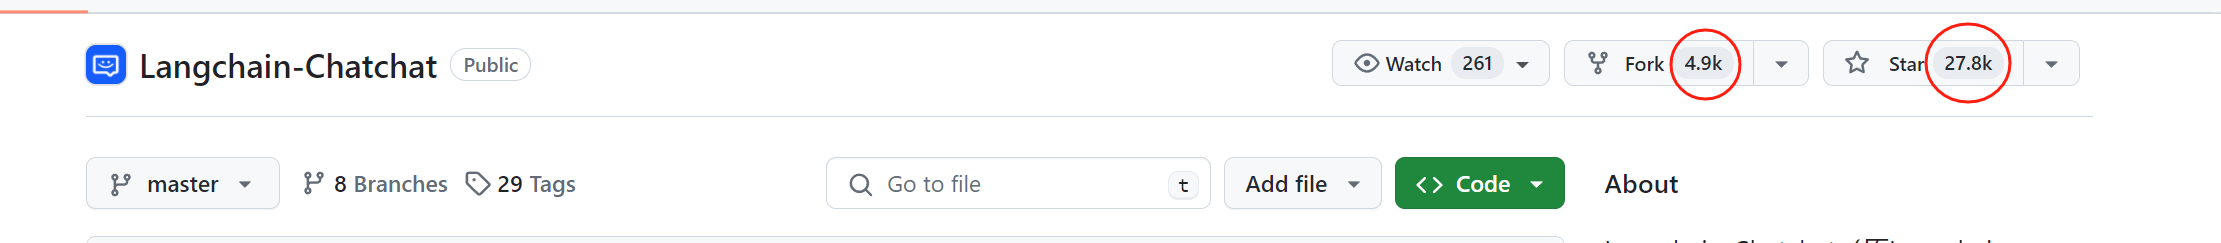 Langchain-Chatchat Public Watch 261 Fork 4.9k Star 27.8k
master 8 Branches 29 Tags Go to file t Add file Code About